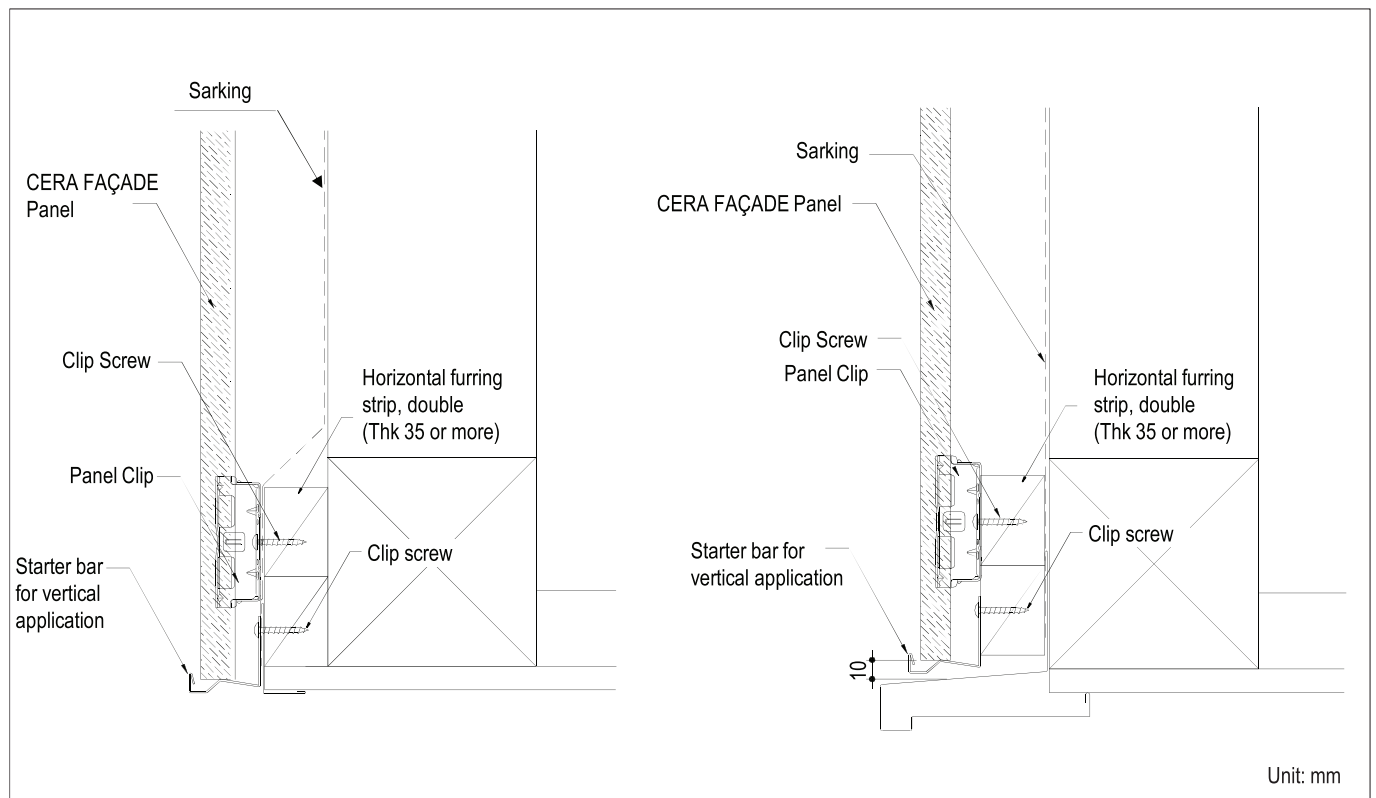 Sarking
CERA FAÇADE
Panel
Clip Screw
Horizontal furring
strip, double
(Thk 35 or more)
Panel Clip
Clip screw
Starter bar
for vertical
application
Sarking
CERA FAÇADE Panel
Clip Screw
Panel Clip
Horizontal furring
strip, double
(Thk 35 or more)
Clip screw
Starter bar for
vertical application
10
Unit: mm